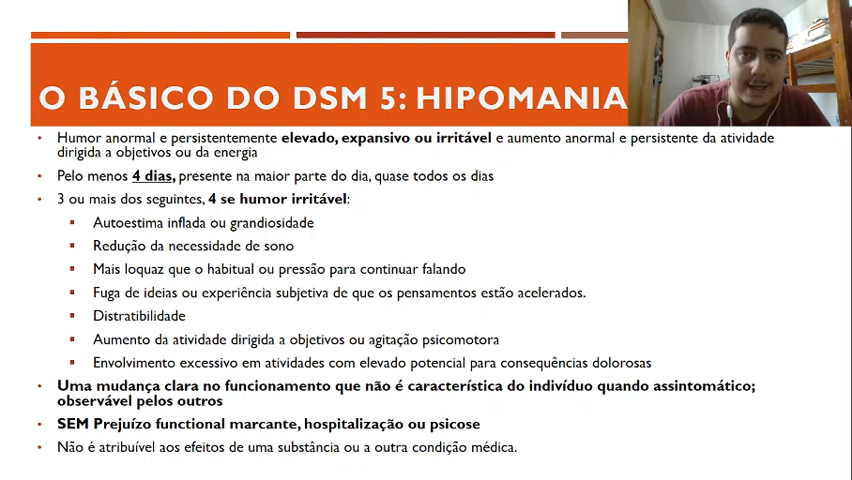 O BÁSICO DO DSM 5: HIPOMANIA
• Humor anormal e persistentemente elevado, expansivo ou irritável e aumento anormal e persistente da atividade
dirigida a objetivos ou da energia
• Pelo menos 4 dias, presente na maior parte do dia, quase todos os dias
• 3 ou mais dos seguintes, 4 se humor irritável:
▪ Autoestima inflada ou grandiosidade
▪ Redução da necessidade de sono
▪ Mais loquaz que o habitual ou pressão para continuar falando
▪ Fuga de ideias ou experiência subjetiva de que os pensamentos estão acelerados.
▪ Distratibilidade
▪ Aumento da atividade dirigida a objetivos ou agitação psicomotora
▪ Envolvimento excessivo em atividades com elevado potencial para consequências dolorosas
• Uma mudança clara no funcionamento que não é característica do indivíduo quando assintomático;
observável pelos outros
• SEM Prejuízo functional marcante, hospitalização ou psicose
• Não é atribuível aos efeitos de uma substância ou a outra condição médica.